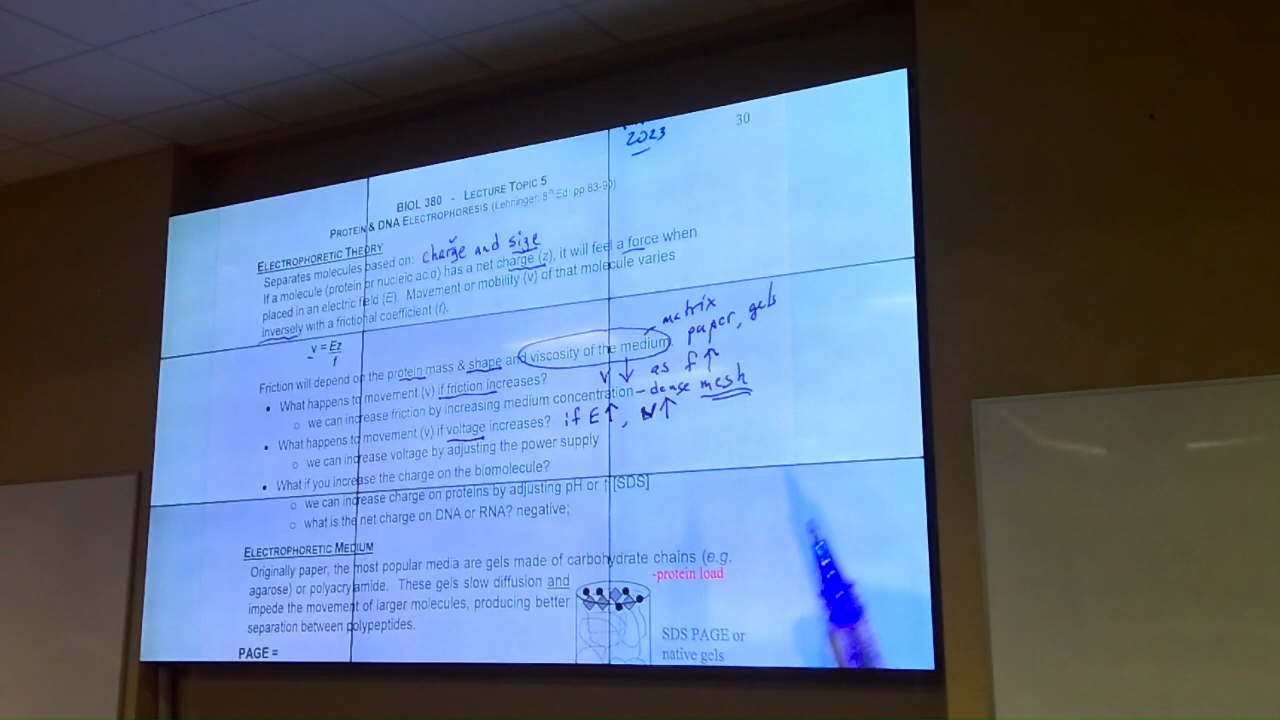 2023
30
BIOL 380 - LECTURE TOPIC 5
PROTEIN & DNA ELECTROPHORESIS (Lehninger: 8th Ed: pp 83-90)
ELECTROPHORETIC THEORY
Separates molecules based on: charge and size
If a molecule (protein or nucleic acid) has a net charge (z), it will feel a force when
placed in an electric field (E). Movement or mobility (v) of that molecule varies
inversely with a frictional coefficient (f).
v = Ez
f
matrix
paper, gels
Friction will depend on the protein mass & shape and viscosity of the medium.
v ↓ as f ↑
• What happens to movement (v) if friction increases?
o we can increase friction by increasing medium concentration – dense mesh
• What happens to movement (v) if voltage increases? if E↑, v↑
o we can increase voltage by adjusting the power supply
• What if you increase the charge on the biomolecule?
o we can increase charge on proteins by adjusting pH or ↑ [SDS]
o what is the net charge on DNA or RNA? negative;
ELECTROPHORETIC MEDIUM
Originally paper, the most popular media are gels made of carbohydrate chains (e.g.
agarose) or polyacrylamide. These gels slow diffusion and
impede the movement of larger molecules, producing better
separation between polypeptides.
-protein load
SDS PAGE or
native gels
PAGE =